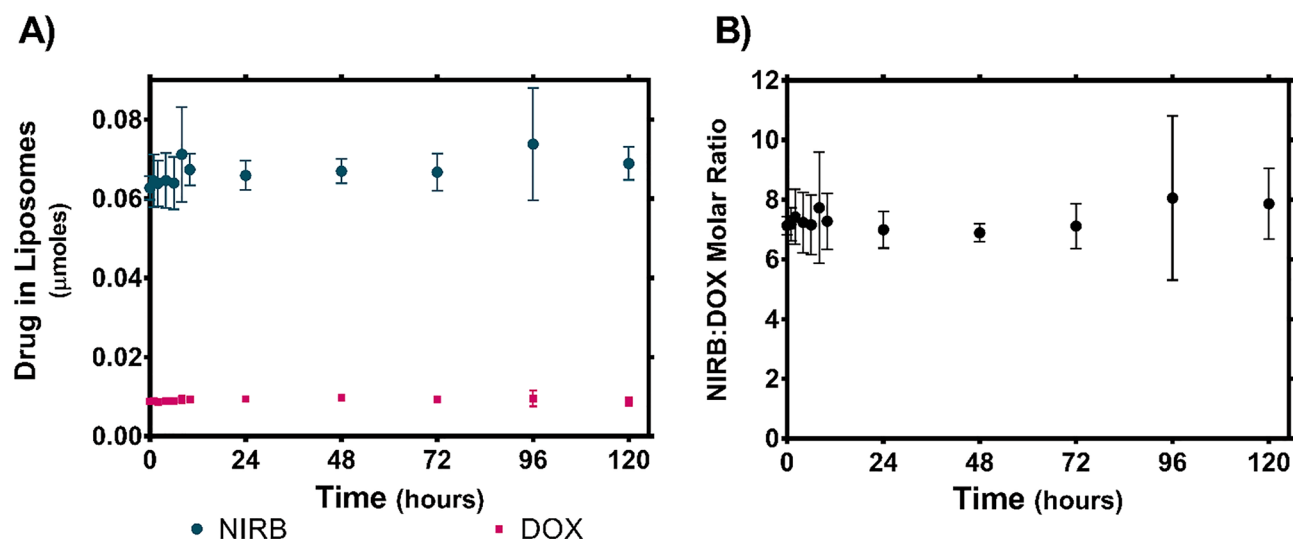 A)
Drug in Liposomes
(μmoles)
0.08
0.06
0.04
0.02
0.00
0 24 48 72 96 120
Time (hours)
NIRB DOX
B)
NIRB:DOX Molar Ratio
12
10
8
6
4
2
0
0 24 48 72 96 120
Time (hours)